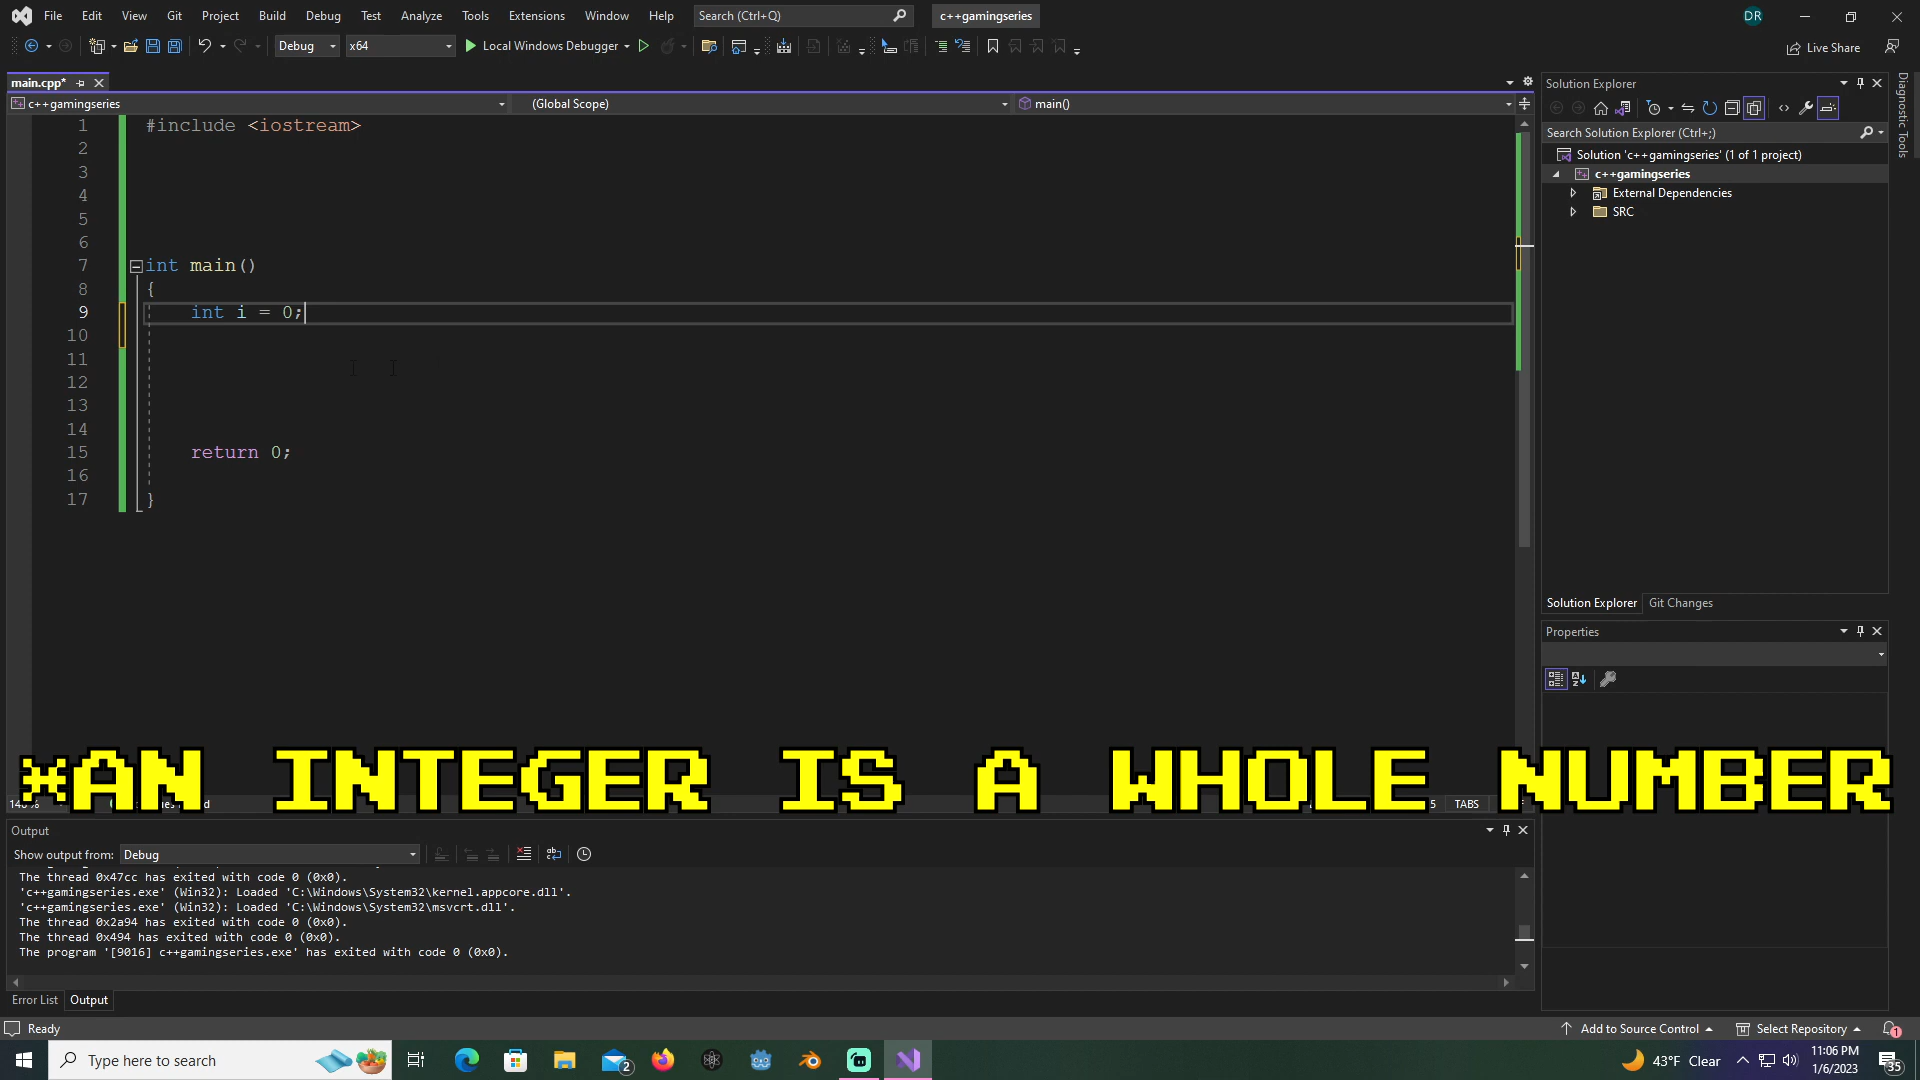 File Edit View Git Project Build Debug Test Analyze Tools Extensions Window Help Search (Ctrl+Q) c++gamingseries DR
Debug x64 Local Windows Debugger Live Share
main.cpp*
c++gamingseries (Global Scope) main()
1 #include <iostream>
2
3
4
5
6
7 int main()
8 {
9 int i = 0;
10
11
12
13
14
15 return 0;
16
17 }
Solution Explorer
Search Solution Explorer (Ctrl+;)
Solution 'c++gamingseries' (1 of 1 project)
c++gamingseries
External Dependencies
SRC
Diagnostic Tools
Solution Explorer Git Changes
Properties
*AN INTEGER IS A WHOLE NUMBER
TABS
Output
Show output from: Debug
The thread 0x47cc has exited with code 0 (0x0).
'c++gamingseries.exe' (Win32): Loaded 'C:\Windows\System32\kernel.appcore.dll'.
'c++gamingseries.exe' (Win32): Loaded 'C:\Windows\System32\msvcrt.dll'.
The thread 0x2a94 has exited with code 0 (0x0).
The thread 0x494 has exited with code 0 (0x0).
The program '[9016] c++gamingseries.exe' has exited with code 0 (0x0).
Error List Output
Ready Add to Source Control Select Repository 1
Type here to search 2 43°F Clear 11:06 PM
1/6/2023 35